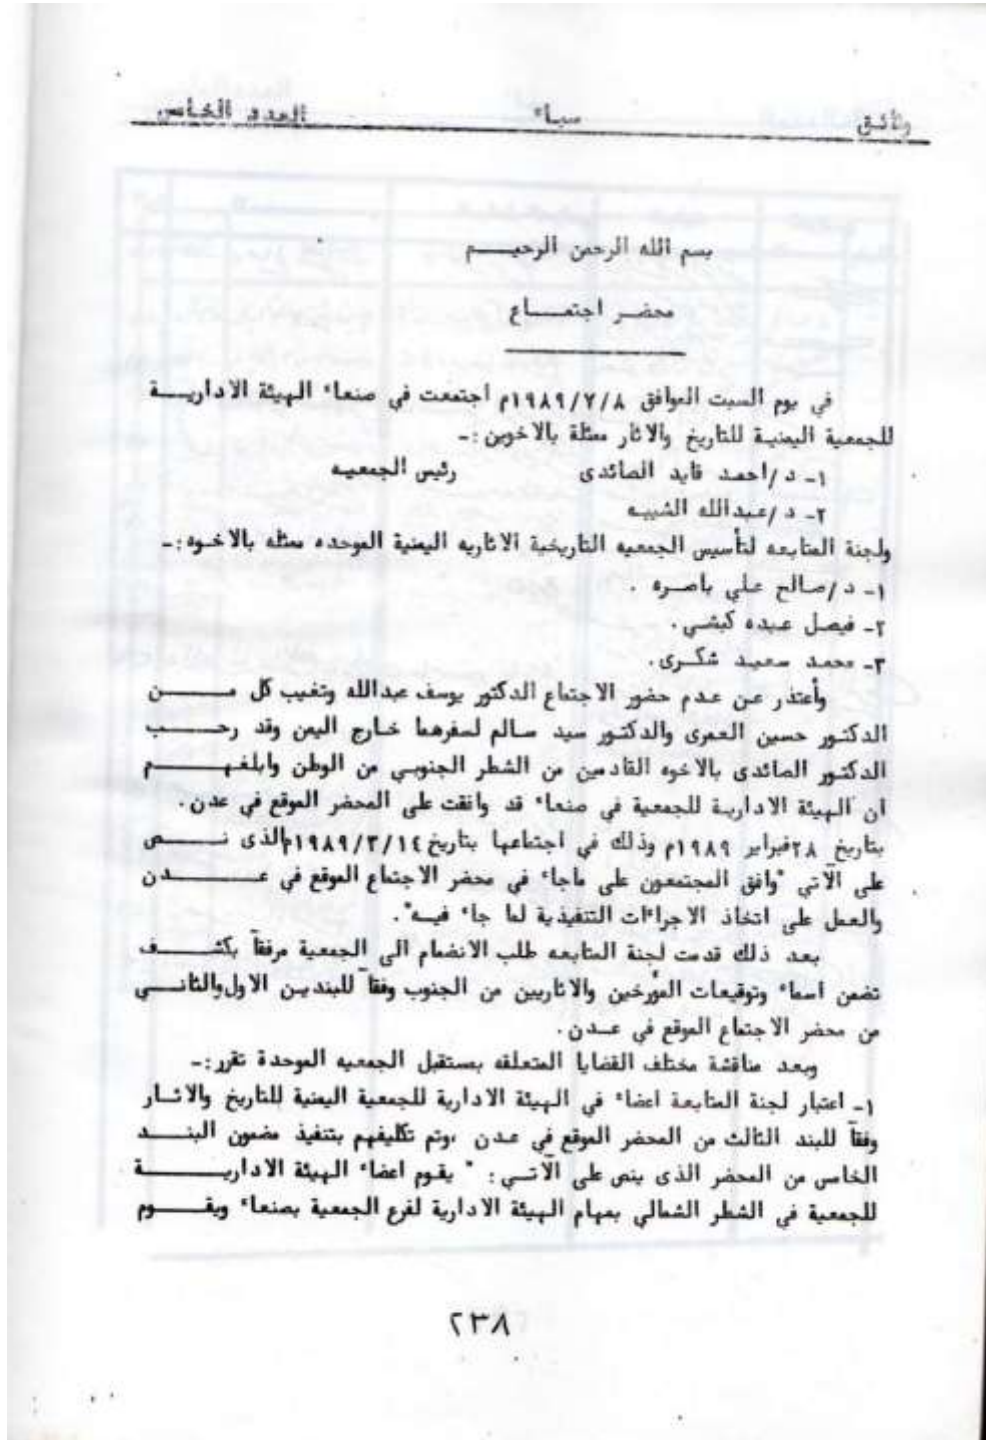 وثائق سباء العدد الخامس
بسم الله الرحمن الرحيم
محضر اجتماع
في يوم السبت الموافق ١٩٨٩/٧/٨م اجتمعت في صنعاء الهيئة الادارية
للجمعية اليمنية للتاريخ والاثار ممثلة بالاخوين:-
١- د/احمد قايد الصائدى رئيس الجمعيه
٢- د/عبدالله الشيبه
ولجنة المتابعه لتأسيس الجمعيه التاريخية الاثاريه اليمنية الموحده ممثله بالاخوه:-
١- د/صالح علي باصره .
٢- فيصل عبده كبشي.
٣- محمد سعيد شكرى.
وأعتذر عن عدم حضور الاجتماع الدكتور يوسف عبدالله وتغيب كل من
الدكتور حسين العمرى والدكتور سيد سالم لسفرهما خارج اليمن وقد رحب
الدكتور الصائدى بالاخوه القادمين من الشطر الجنوبي من الوطن وابلغهم
ان الهيئة الادارية للجمعية في صنعاء قد وافقت على المحضر الموقع في عدن.
بتاريخ ٢٨فبراير ١٩٨٩م وذلك في اجتماعها بتاريخ ١٩٨٩/٣/١٤م الذى نص
على الآتي "وافق المجتمعون على ماجاء في محضر الاجتماع الموقع في عدن
والعمل على اتخاذ الاجراءات التنفيذية لما جاء فيه".
بعد ذلك قدمت لجنة المتابعه طلب الانضمام الى الجمعية مرفقاً بكشف
تضمن اسماء وتوقيعات المؤرخين والاثاريين من الجنوب وفقاً للبندين الاول والثاني
من محضر الاجتماع الموقع في عدن.
وبعد مناقشة مختلف القضايا المتعلقه بمستقبل الجمعيه الموحدة تقرر:-
١- اعتبار لجنة المتابعة اعضاء في الهيئة الادارية للجمعية اليمنية للتاريخ والاثار
وفقاً للبند الثالث من المحضر الموقع في عدن ،وتم تكليفهم بتنفيذ مضمون البند
الخامس من المحضر الذى ينص على الآتي: " يقوم اعضاء الهيئة الادارية
للجمعية في الشطر الشمالي بمهام الهيئة الادارية لفرع الجمعية بصنعاء ويقوم
٢٣٨